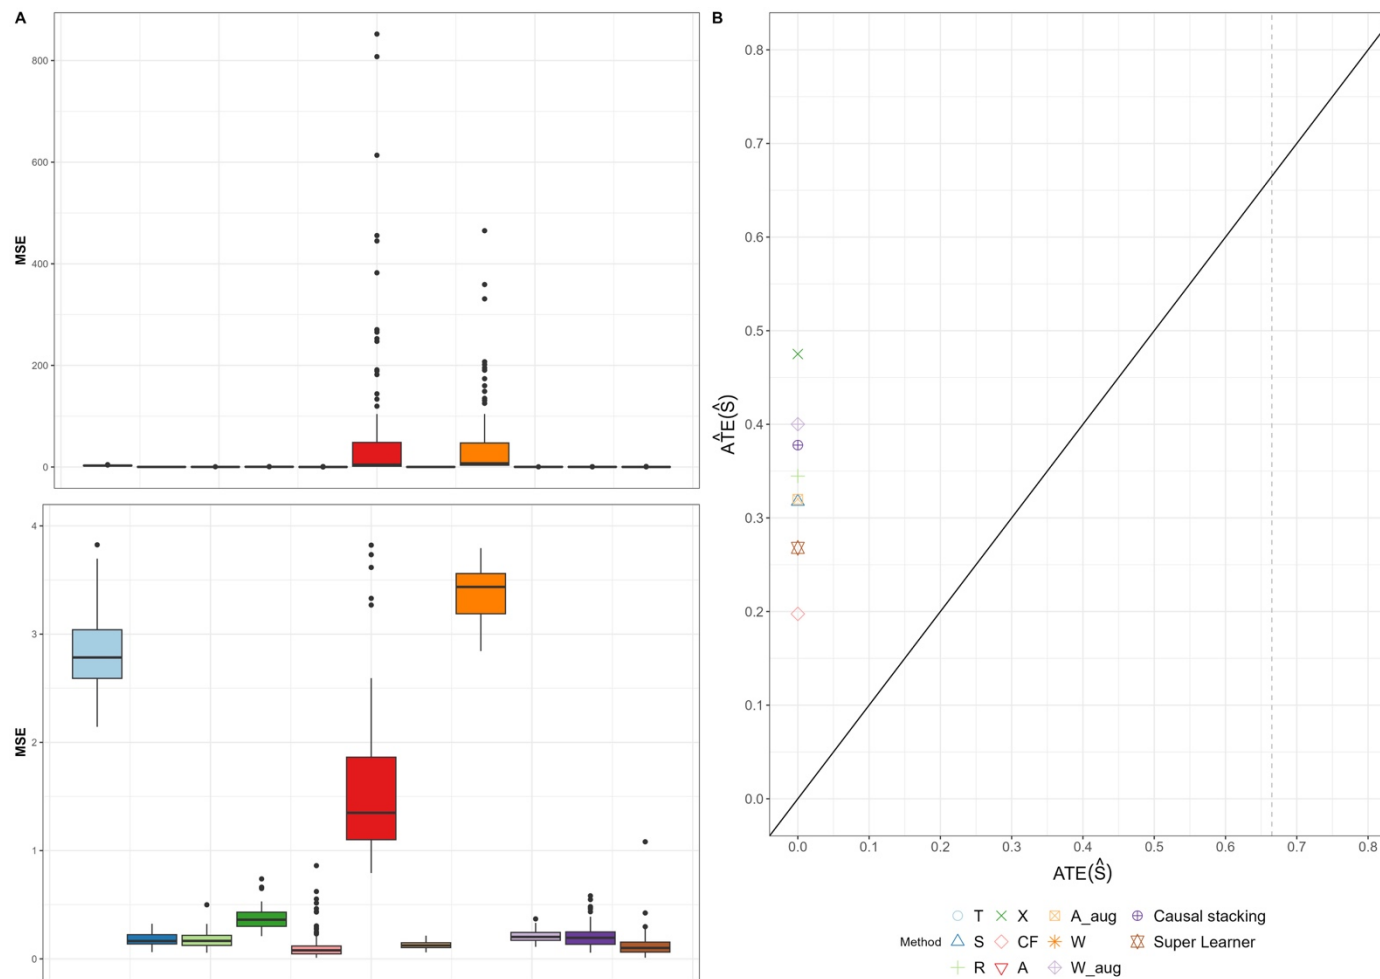 A
800
600
400
200
0
MSE
4
3
2
1
0
MSE
B
0.8
0.7
0.6
0.5
0.4
0.3
0.2
0.1
0.0
AT̂E(Ŝ)
0.0 0.1 0.2 0.3 0.4 0.5 0.6 0.7 0.8
ATE(Ŝ)
Method
T X A_aug Causal stacking
S CF W Super Learner
R A W_aug